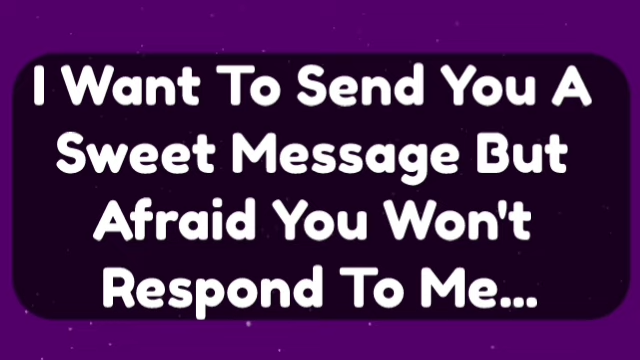 I Want To Send You A
Sweet Message But
Afraid You Won't
Respond To Me...